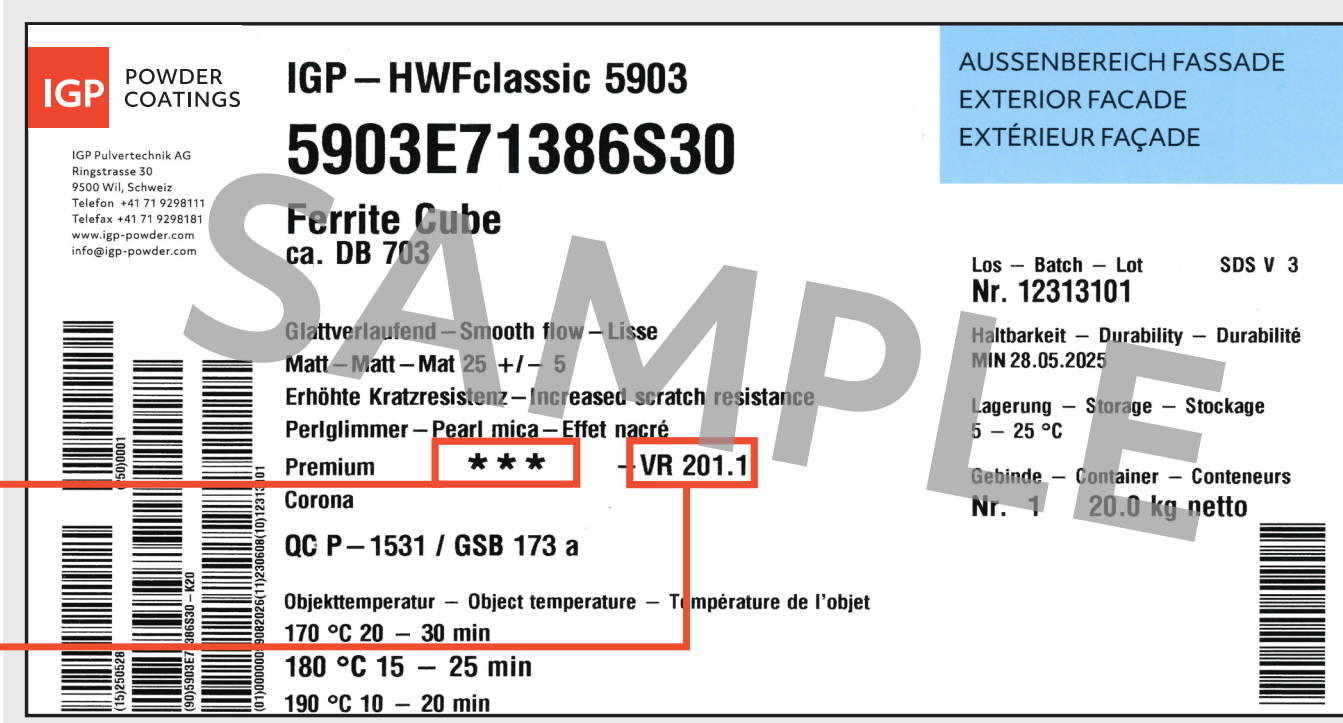 IGP
POWDER
COATINGS
IGP Pulvertechnik AG
Ringstrasse 30
9500 Wil, Schweiz
Telefon +41 71 9298111
Telefax +41 71 9298181
www.igp-powder.com
info@igp-powder.com
IGP – HWFclassic 5903
5903E71386S30
Ferrite Cube
ca. DB 703
Glattverlaufend – Smooth flow – Lisse
Matt – Matt – Mat 25 +/– 5
Erhöhte Kratzresistenz – Increased scratch resistance
Perlglimmer – Pearl mica – Effet nacré
Premium *** – VR 201.1
Corona
QC P – 1531 / GSB 173 a
Objekttemperatur – Object temperature – Température de l'objet
170 °C 20 – 30 min
180 °C 15 – 25 min
190 °C 10 – 20 min
AUSSENBEREICH FASSADE
EXTERIOR FACADE
EXTÉRIEUR FAÇADE
Los – Batch – Lot SDS V 3
Nr. 12313101
Haltbarkeit – Durability – Durabilité
MIN 28.05.2025
Lagerung – Storage – Stockage
5 – 25 °C
Gebinde – Container – Conteneurs
Nr. 1 20.0 kg netto
SAMPLE
(15)250528
(90)5903E71386S30 – K20